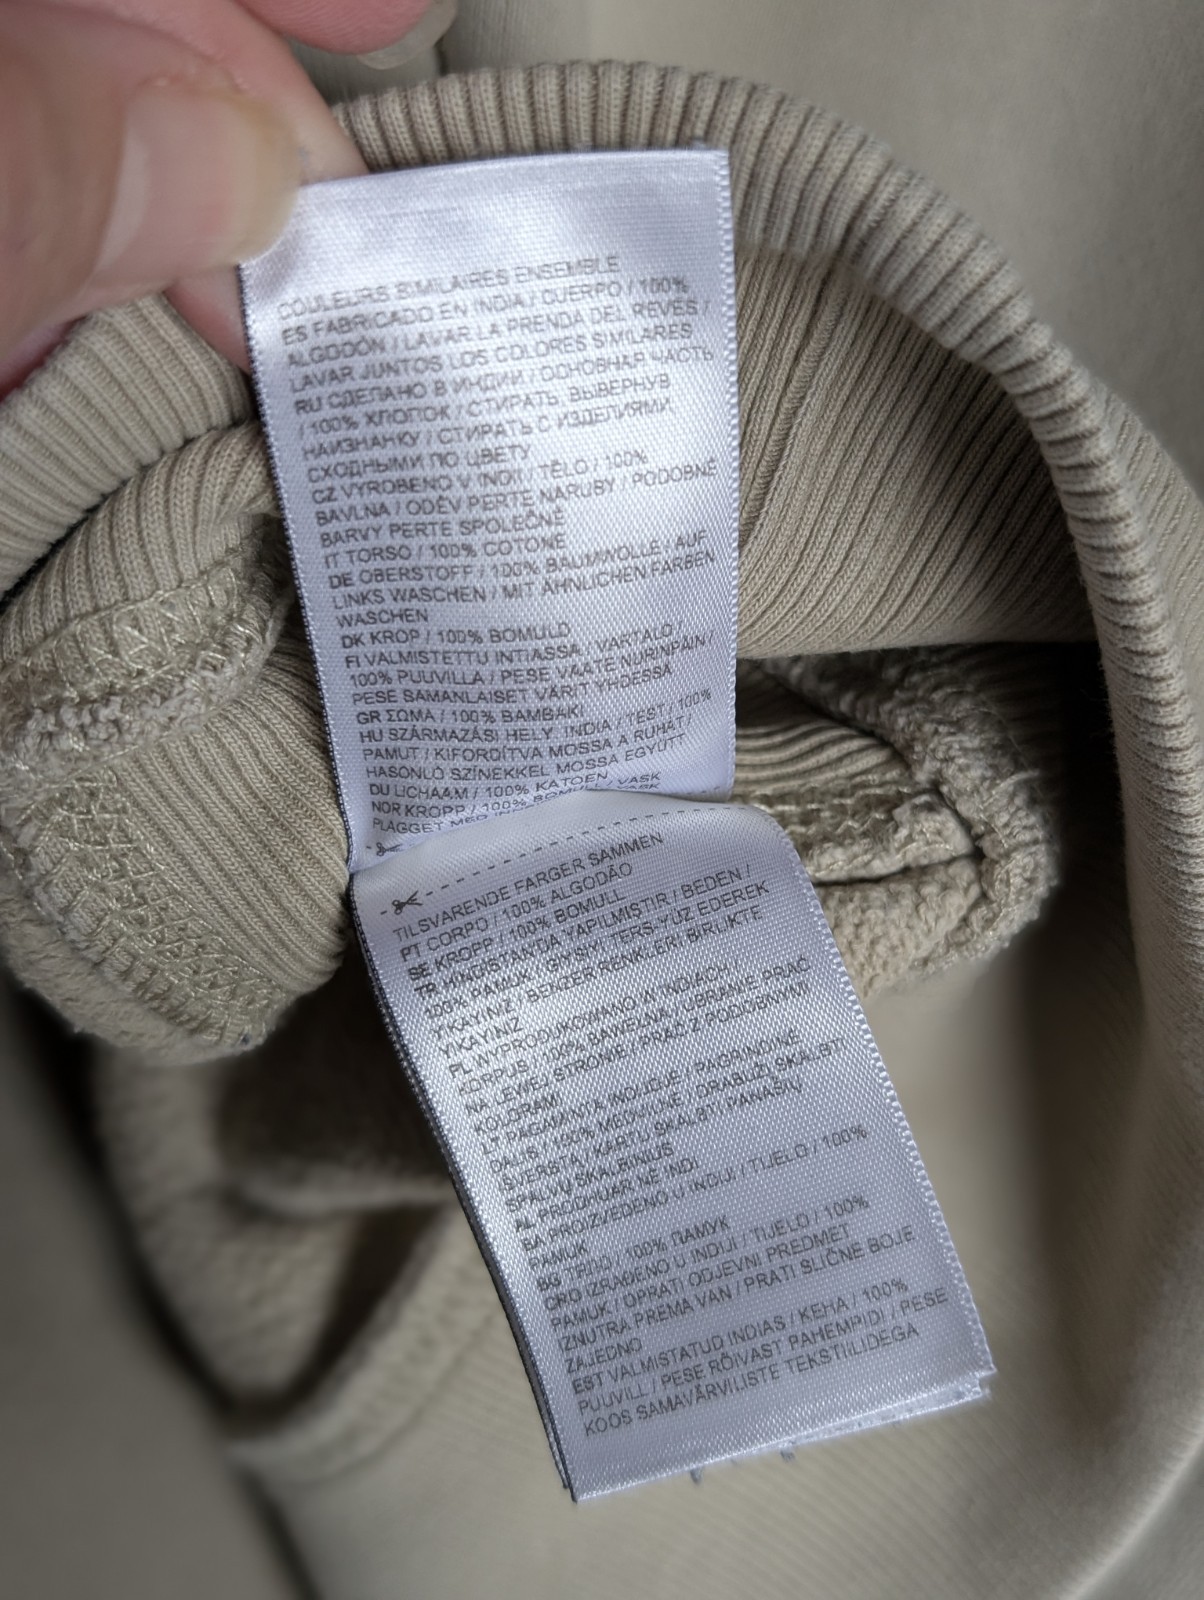 COULEURS SIMILAIRES ENSEMBLE
ES FABRICADO EN INDIA / CUERPO / 100%
ALGODÓN / LAVAR LA PRENDA DEL REVÉS /
LAVAR JUNTOS LOS COLORES SIMILARES
RU СДЕЛАНО В ИНДИИ / ОСНОВНАЯ ЧАСТЬ
/ 100% ХЛОПОК / СТИРАТЬ, ВЫВЕРНУВ
НАИЗНАНКУ / СТИРАТЬ С ИЗДЕЛИЯМИ
СХОДНЫМИ ПО ЦВЕТУ
CZ VYROBENO V INDII / TĚLO / 100%
BAVLNA / ODĚV PERTE NARUBY / PODOBNÉ
BARVY PERTE SPOLEČNĚ
IT TORSO / 100% COTONE
DE OBERSTOFF / 100% BAUMWOLLE / AUF
LINKS WASCHEN / MIT ÄHNLICHEN FARBEN
WASCHEN
DK KROP / 100% BOMULD
FI VALMISTETTU INTIASSA / VARTALO /
100% PUUVILLA / PESE VAATE NURINPÄIN /
PESE SAMANLAISET VÄRIT YHDESSÄ
GR ΣΩΜΑ / 100% ΒΑΜΒΑΚΙ
HU SZÁRMAZÁSI HELY: INDIA / TEST / 100%
PAMUT / KIFORDÍTVA MOSSA A RUHÁT /
HASONLÓ SZÍNEKKEL MOSSA EGYÜTT
DU LICHAAM / 100% KATOEN
NOR KROPP / 100% BOMULL / VASK
PLAGGET MED VASK
TILSVARENDE FARGER SAMMEN
PT CORPO / 100% ALGODÃO
SE KROPP / 100% BOMULL
TR HİNDİSTAN'DA YAPILMIŞTIR / BEDEN /
100% PAMUK / GİYSİYİ TERS-YÜZ EDEREK
YIKAYINIZ / BENZER RENKLERİ BİRLİKTE
YIKAYINIZ
PL WYPRODUKOWANO W INDIACH /
KORPUS / 100% BAWEŁNA / UBRANIE PRAĆ
NA LEWEJ STRONIE / PRAĆ Z PODOBNYMI
KOLORAMI
LT PAGAMINTA INDIJOJE / PAGRINDINĖ
DALIS / 100% MEDVILNĖ / DRABUŽĮ SKALBTI
IŠVERSTĄ / KARTU SKALBTI PANAŠIŲ
SPALVŲ SKALBINIUS
AL PRODHUAR NË INDI
BA PROIZVEDENO U INDIJI / TIJELO / 100%
PAMUK
BG ТЯЛО / 100% ПАМУК
CRO IZRAĐENO U INDIJI / TIJELO / 100%
PAMUK / OPRATI ODJEVNI PREDMET
IZNUTRA PREMA VAN / PRATI SLIČNE BOJE
ZAJEDNO
EST VALMISTATUD INDIAS / KEHA / 100%
PUUVILL / PESE RÕIVAST PAHEMPIDI / PESE
KOOS SAMAVÄRVILISTE TEKSTIILIDEGA